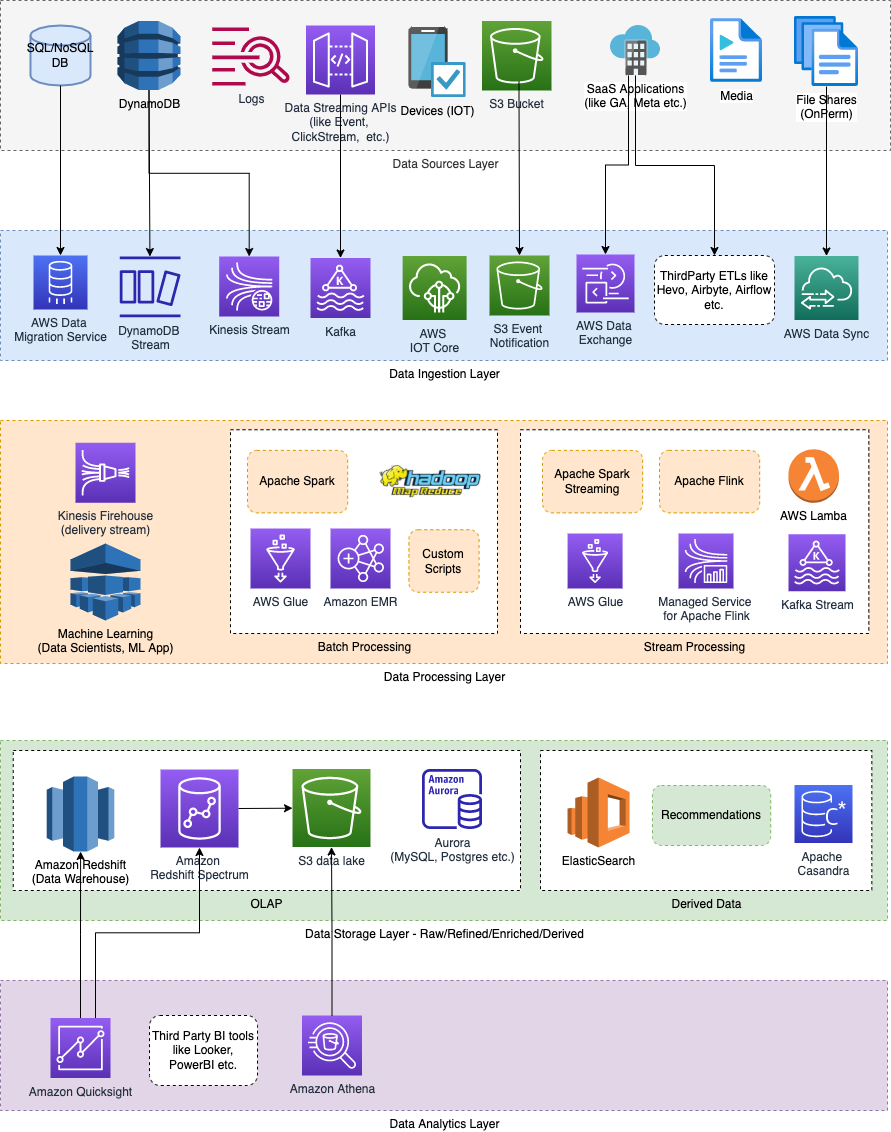 SQL/NoSQL
DB
DynamoDB
Logs
Data Streaming APIs
(like Event,
ClickStream, etc.)
Devices (IOT)
S3 Bucket
SaaS Applications
(like GA, Meta etc.)
Media
File Shares
(OnPerm)
Data Sources Layer
AWS Data
Migration Service
DynamoDB
Stream
Kinesis Stream
K
Kafka
AWS
IOT Core
S3 Event
Notification
AWS Data
Exchange
ThirdParty ETLs like
Hevo, Airbyte, Airflow
etc.
AWS Data Sync
Data Ingestion Layer
Kinesis Firehouse
(delivery stream)
Machine Learning
(Data Scientists, ML App)
Apache Spark
hadoop
Map Reduce
AWS Glue
Amazon EMR
Custom
Scripts
Batch Processing
Apache Spark
Streaming
Apache Flink
AWS Lamba
AWS Glue
Managed Service
for Apache Flink
K
Kafka Stream
Stream Processing
Data Processing Layer
Amazon Redshift
(Data Warehouse)
Amazon
Redshift Spectrum
S3 data lake
Amazon
Aurora
Aurora
(MySQL, Postgres etc.)
OLAP
ElasticSearch
Recommendations
C*
Apache
Casandra
Derived Data
Data Storage Layer - Raw/Refined/Enriched/Derived
Amazon Quicksight
Third Party BI tools
like Looker,
PowerBI etc.
Amazon Athena
Data Analytics Layer